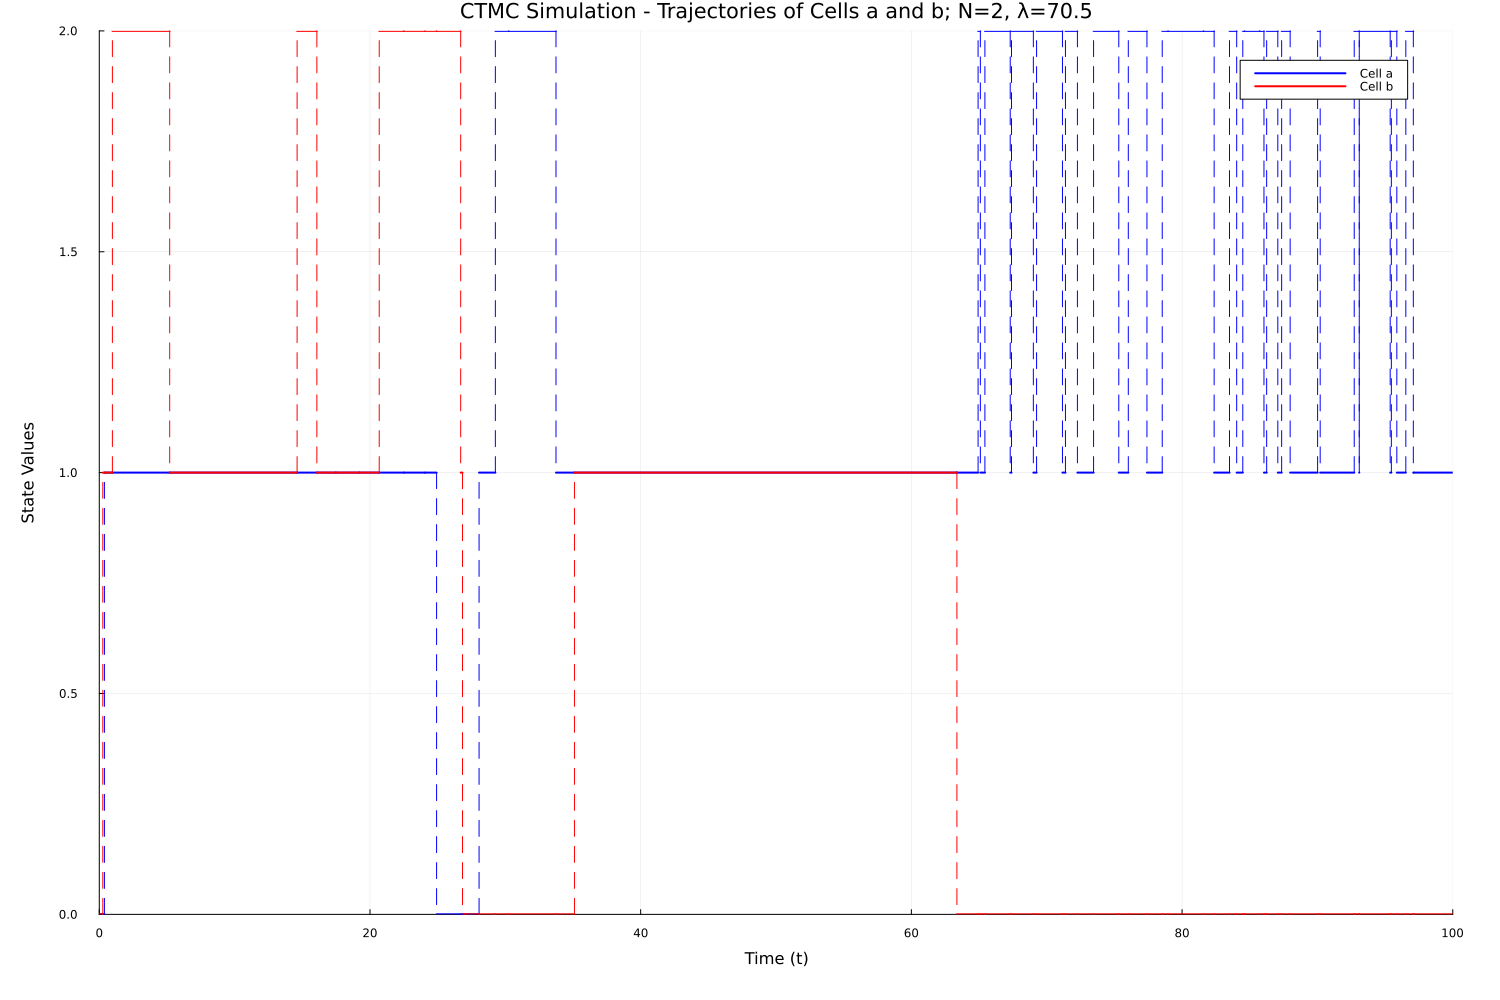 CTMC Simulation - Trajectories of Cells a and b; N=2, λ=70.5
2.0
Cell a
Cell b
1.5
1.0
State Values
0.5
0.0
0 20 40 60 80 100
Time (t)